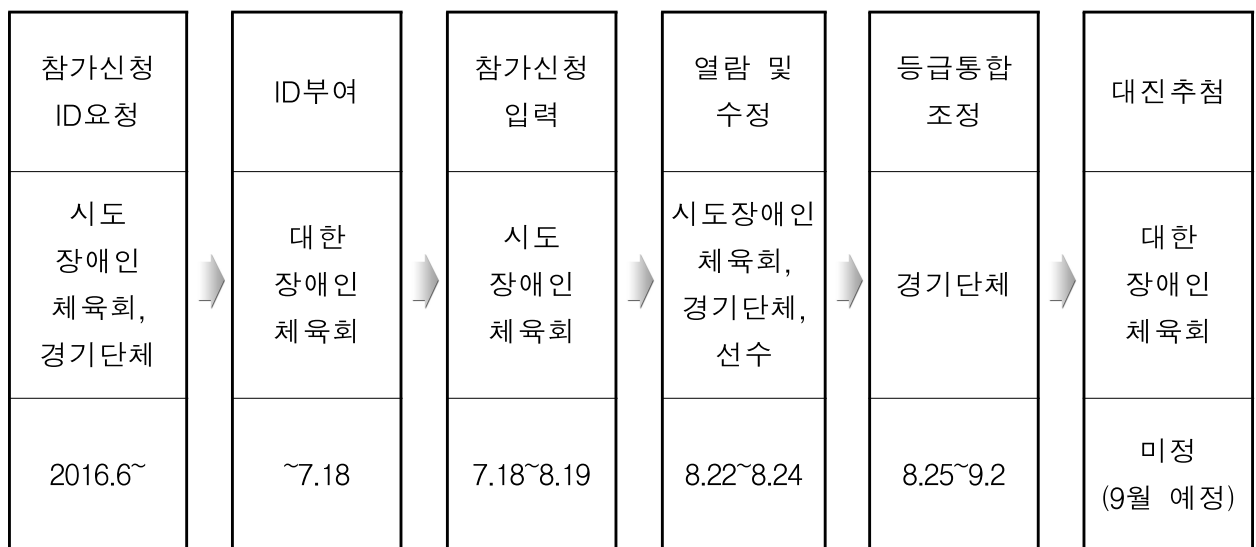 참가신청
ID요청
시도
장애인
체육회,
경기단체
2016.6~
ID부여
대한
장애인
체육회
~7.18
참가신청
입력
시도
장애인
체육회
7.18~8.19
열람 및
수정
시도장애인
체육회,
경기단체,
선수
8.22~8.24
등급통합
조정
경기단체
8.25~9.2
대진추첨
대한
장애인
체육회
미정
(9월 예정)